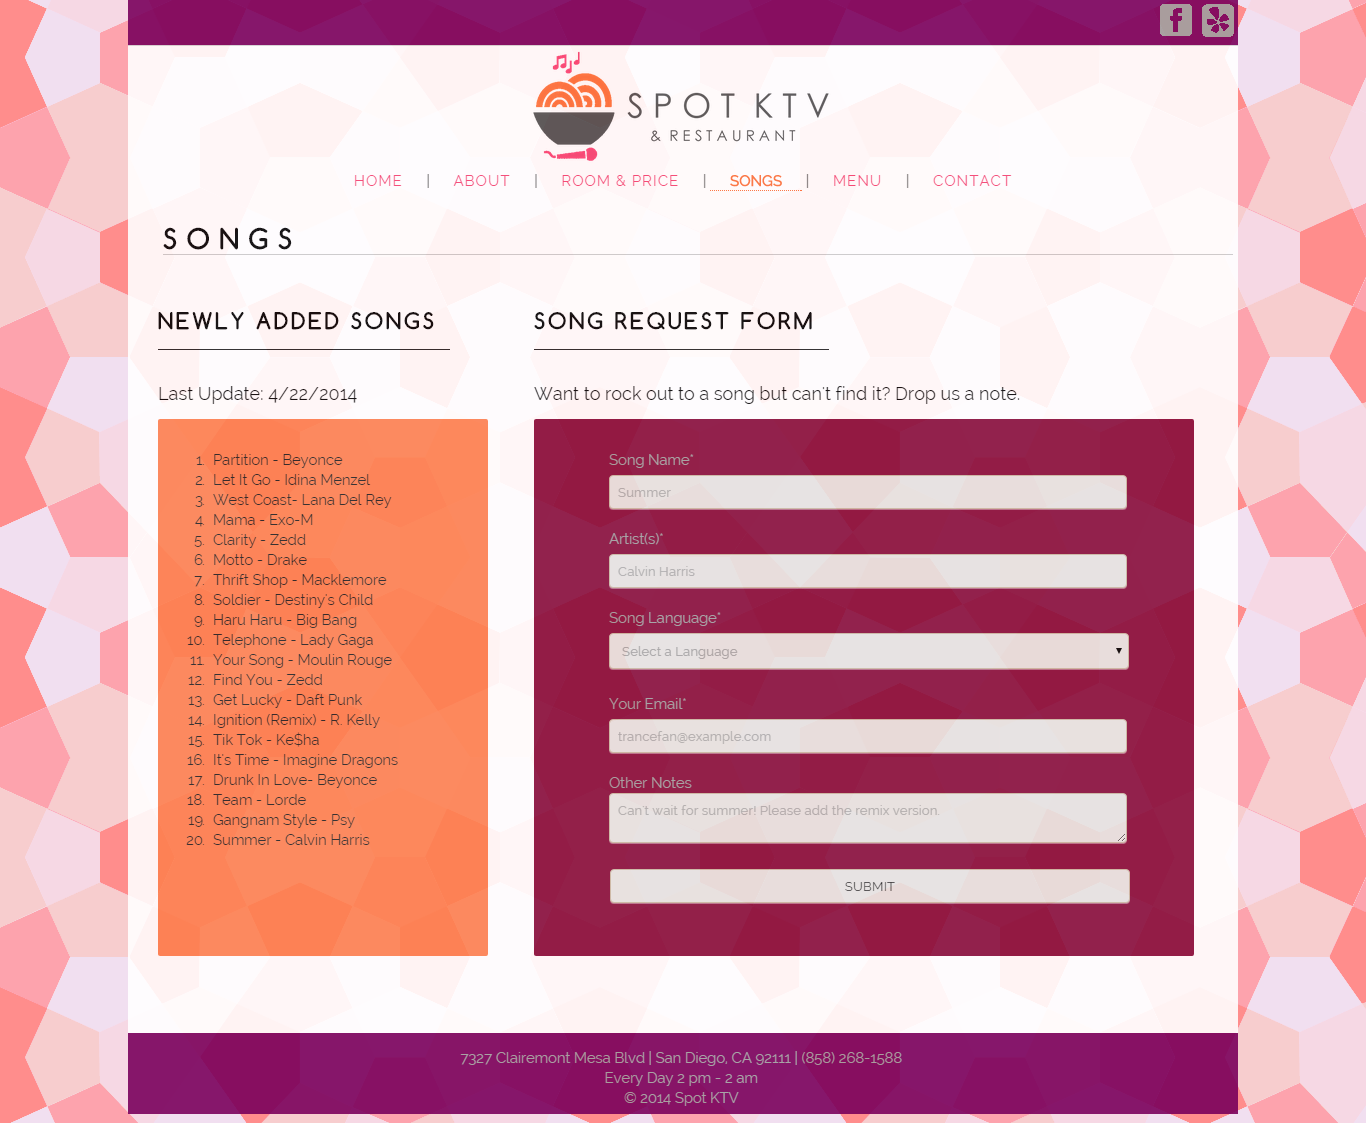 SPOT KTV
& RESTAURANT
HOME | ABOUT | ROOM & PRICE | SONGS | MENU | CONTACT
SONGS
NEWLY ADDED SONGS
Last Update: 4/22/2014
1. Partition - Beyonce
2. Let It Go - Idina Menzel
3. West Coast- Lana Del Rey
4. Mama - Exo-M
5. Clarity - Zedd
6. Motto - Drake
7. Thrift Shop - Macklemore
8. Soldier - Destiny's Child
9. Haru Haru - Big Bang
10. Telephone - Lady Gaga
11. Your Song - Moulin Rouge
12. Find You - Zedd
13. Get Lucky - Daft Punk
14. Ignition (Remix) - R. Kelly
15. Tik Tok - Ke$ha
16. It's Time - Imagine Dragons
17. Drunk In Love- Beyonce
18. Team - Lorde
19. Gangnam Style - Psy
20. Summer - Calvin Harris
SONG REQUEST FORM
Want to rock out to a song but can't find it? Drop us a note.
Song Name*
Summer
Artist(s)*
Calvin Harris
Song Language*
Select a Language
Your Email*
trancefan@example.com
Other Notes
Can't wait for summer! Please add the remix version.
SUBMIT
7327 Clairemont Mesa Blvd | San Diego, CA 92111 | (858) 268-1588
Every Day 2 pm - 2 am
© 2014 Spot KTV